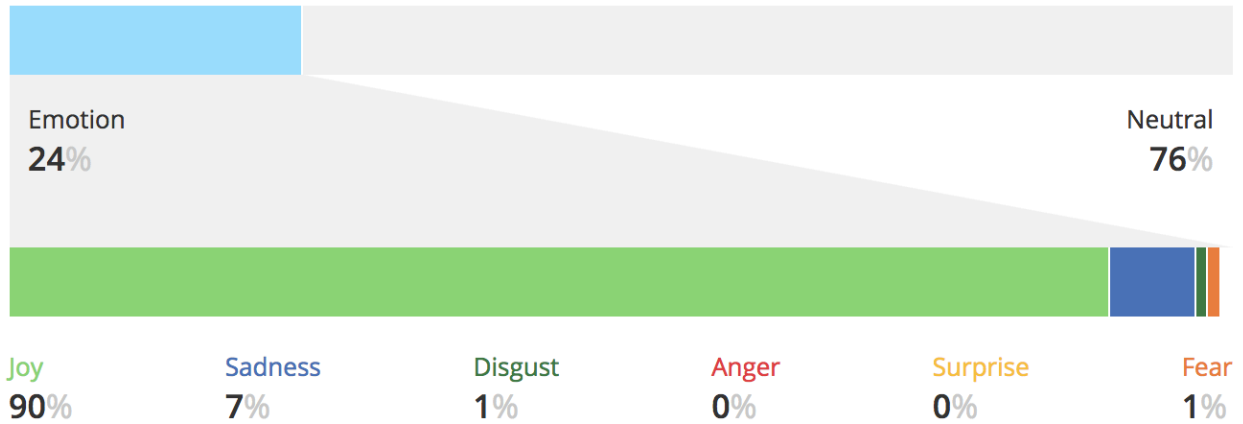 Emotion
24%
Neutral
76%
Joy
90%
Sadness
7%
Disgust
1%
Anger
0%
Surprise
0%
Fear
1%